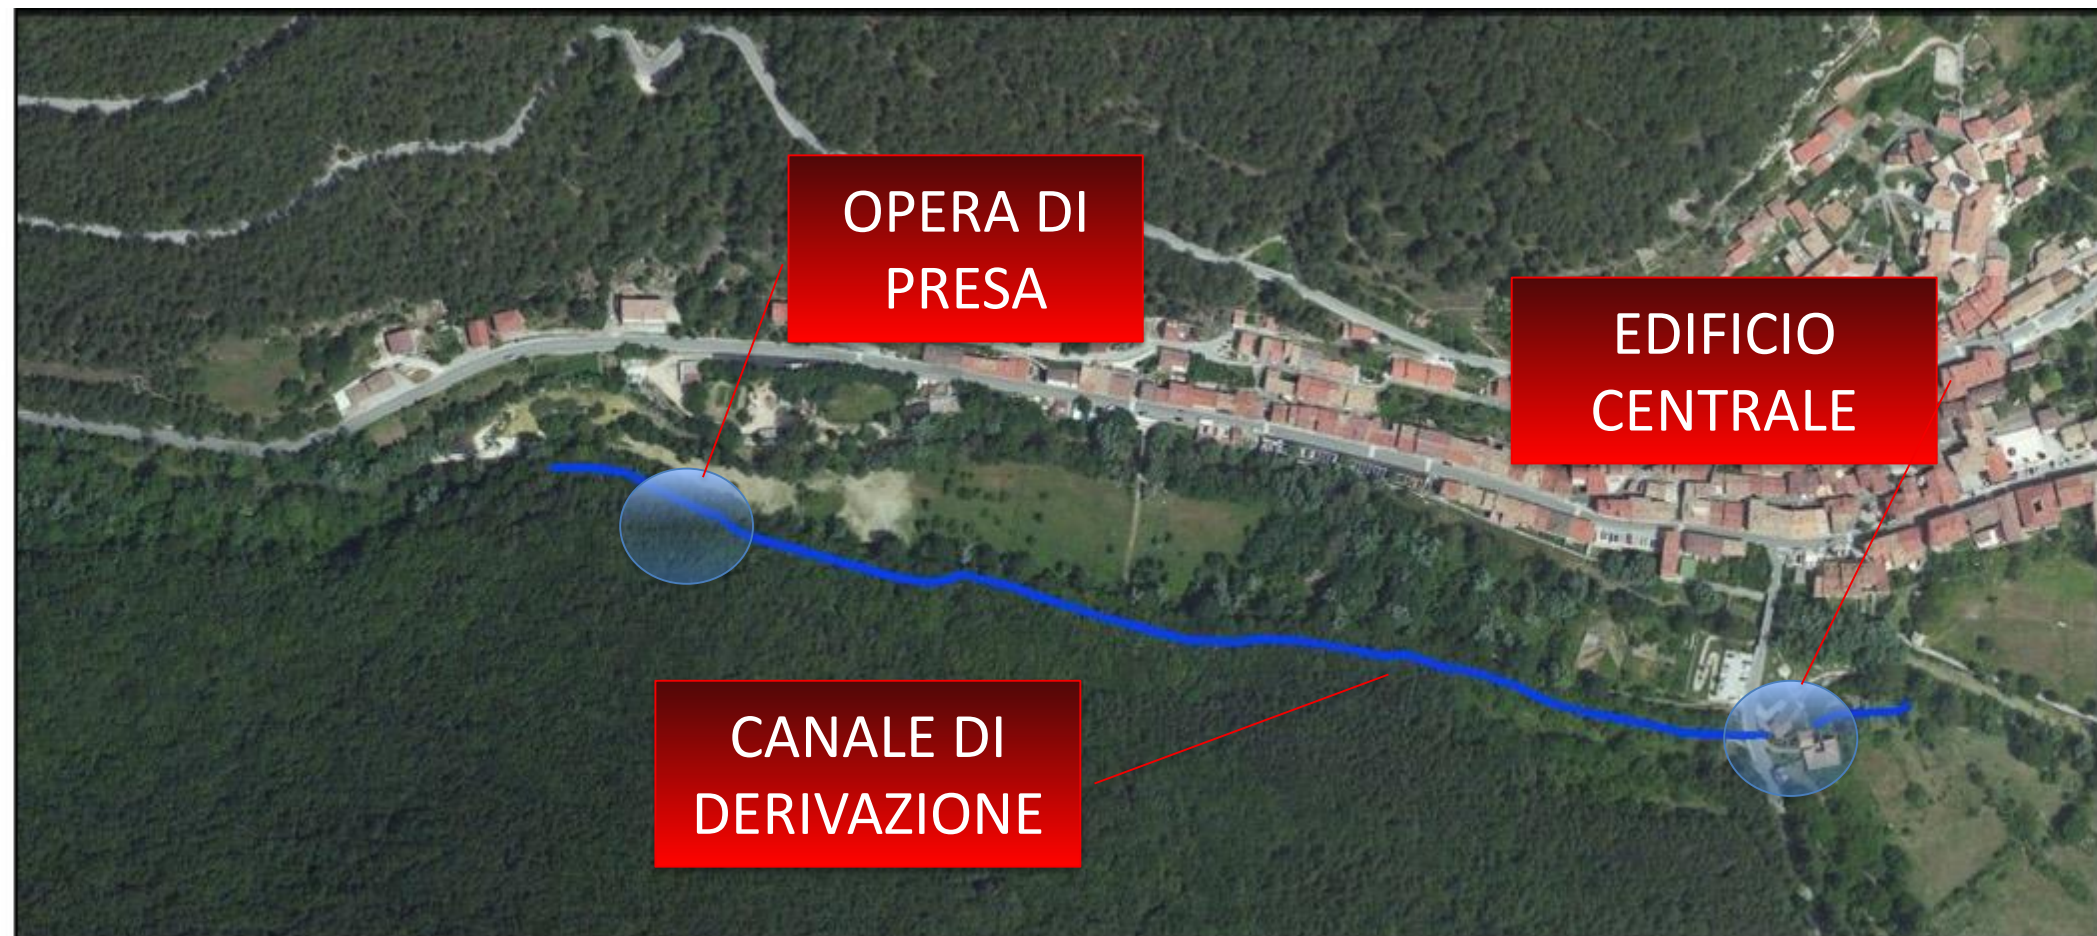 OPERA DI
PRESA
EDIFICIO
CENTRALE
CANALE DI
DERIVAZIONE